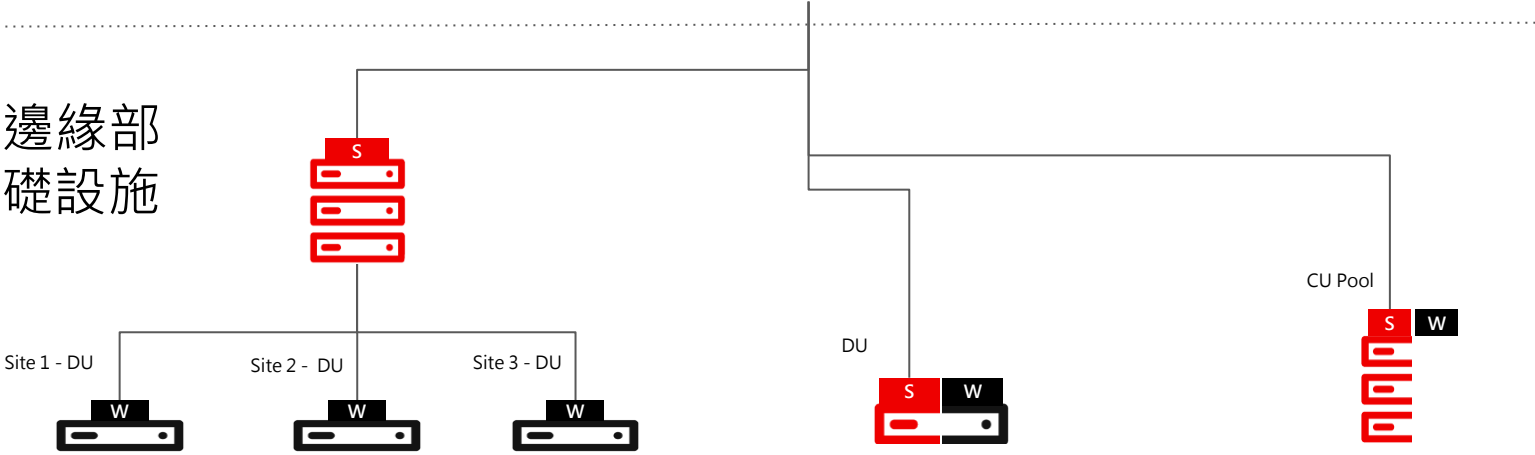 邊緣部
礎設施
S
CU Pool
S W
DU
Site 1 - DU
Site 2 - DU
Site 3 - DU
S W
W
W
W